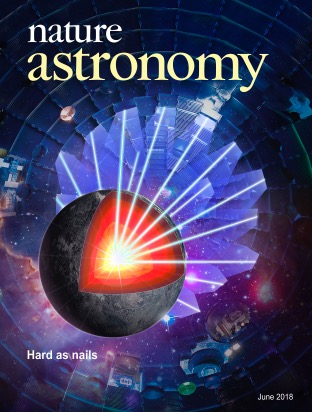 nature
astronomy
Hard as nails
June 2018